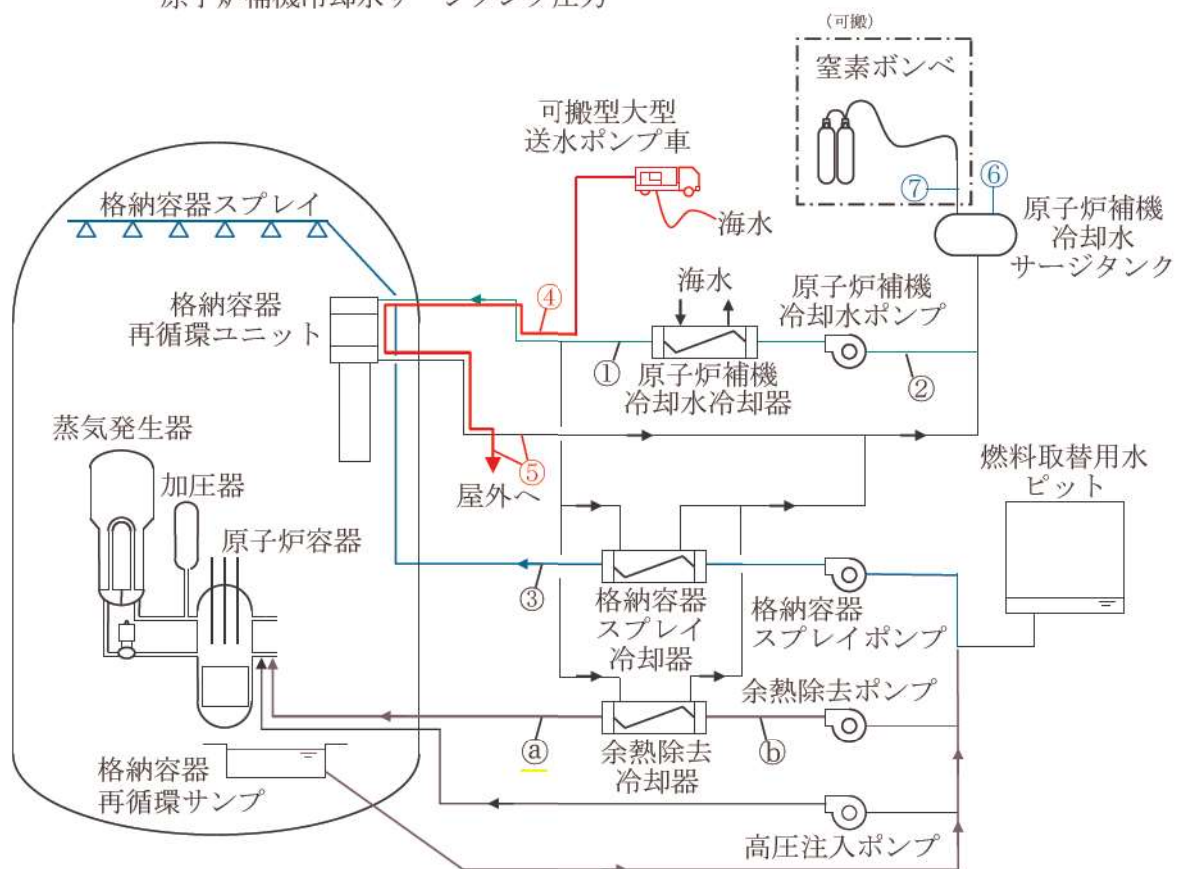 原子炉補機冷却水サージタンク圧力
(可搬)
窒素ボンベ
可搬型大型
送水ポンプ車
⑦
⑥
格納容器スプレイ
海水
原子炉補機
冷却水
サージタンク
海水
原子炉補機
冷却水ポンプ
格納容器
再循環ユニット
④
①
原子炉補機
冷却水冷却器
②
蒸気発生器
⑤
屋外へ
燃料取替用水
ピット
加圧器
原子炉容器
③
格納容器
スプレイ
冷却器
格納容器
スプレイポンプ
余熱除去ポンプ
ⓐ
ⓑ
余熱除去
冷却器
格納容器
再循環サンプ
高圧注入ポンプ